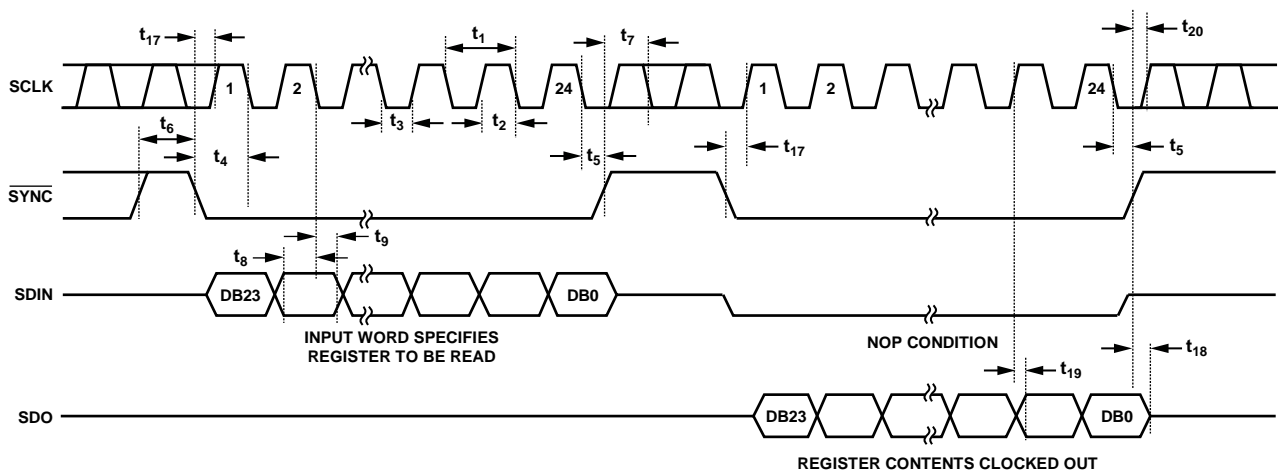 t17
t1
t7
t20
SCLK
1
2
24
1
2
24
t3
t2
t6
t4
t5
t17
t5
SYNC
t8
t9
SDIN
DB23
DB0
INPUT WORD SPECIFIES
REGISTER TO BE READ
NOP CONDITION
t18
t19
SDO
DB23
DB0
REGISTER CONTENTS CLOCKED OUT